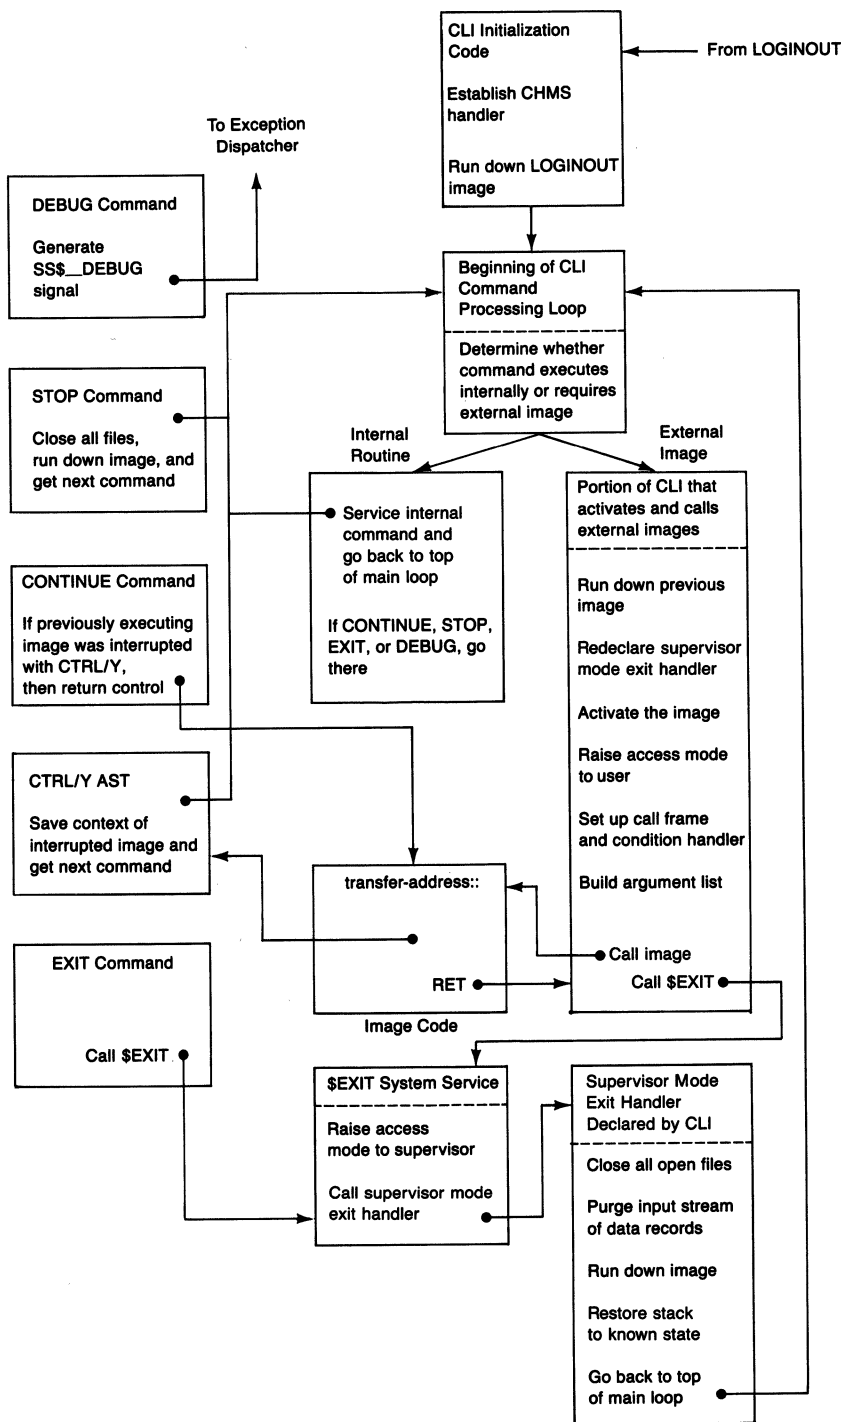 CLI Initialization
Code
Establish CHMS
handler
Run down LOGINOUT
image
From LOGINOUT
To Exception
Dispatcher
DEBUG Command
Generate
SS$__DEBUG
signal
Beginning of CLI
Command
Processing Loop
Determine whether
command executes
internally or requires
external image
STOP Command
Close all files,
run down image, and
get next command
Internal
Routine
External
Image
Service internal
command and
go back to top
of main loop
If CONTINUE, STOP,
EXIT, or DEBUG, go
there
Portion of CLI that
activates and calls
external images
Run down previous
image
Redeclare supervisor
mode exit handler
Activate the image
Raise access mode
to user
Set up call frame
and condition handler
Build argument list
Call image
Call $EXIT
CONTINUE Command
If previously executing
image was interrupted
with CTRL/Y,
then return control
CTRL/Y AST
Save context of
interrupted image and
get next command
transfer-address::
RET
Image Code
EXIT Command
Call $EXIT
$EXIT System Service
Raise access
mode to supervisor
Call supervisor mode
exit handler
Supervisor Mode
Exit Handler
Declared by CLI
Close all open files
Purge input stream
of data records
Run down image
Restore stack
to known state
Go back to top
of main loop